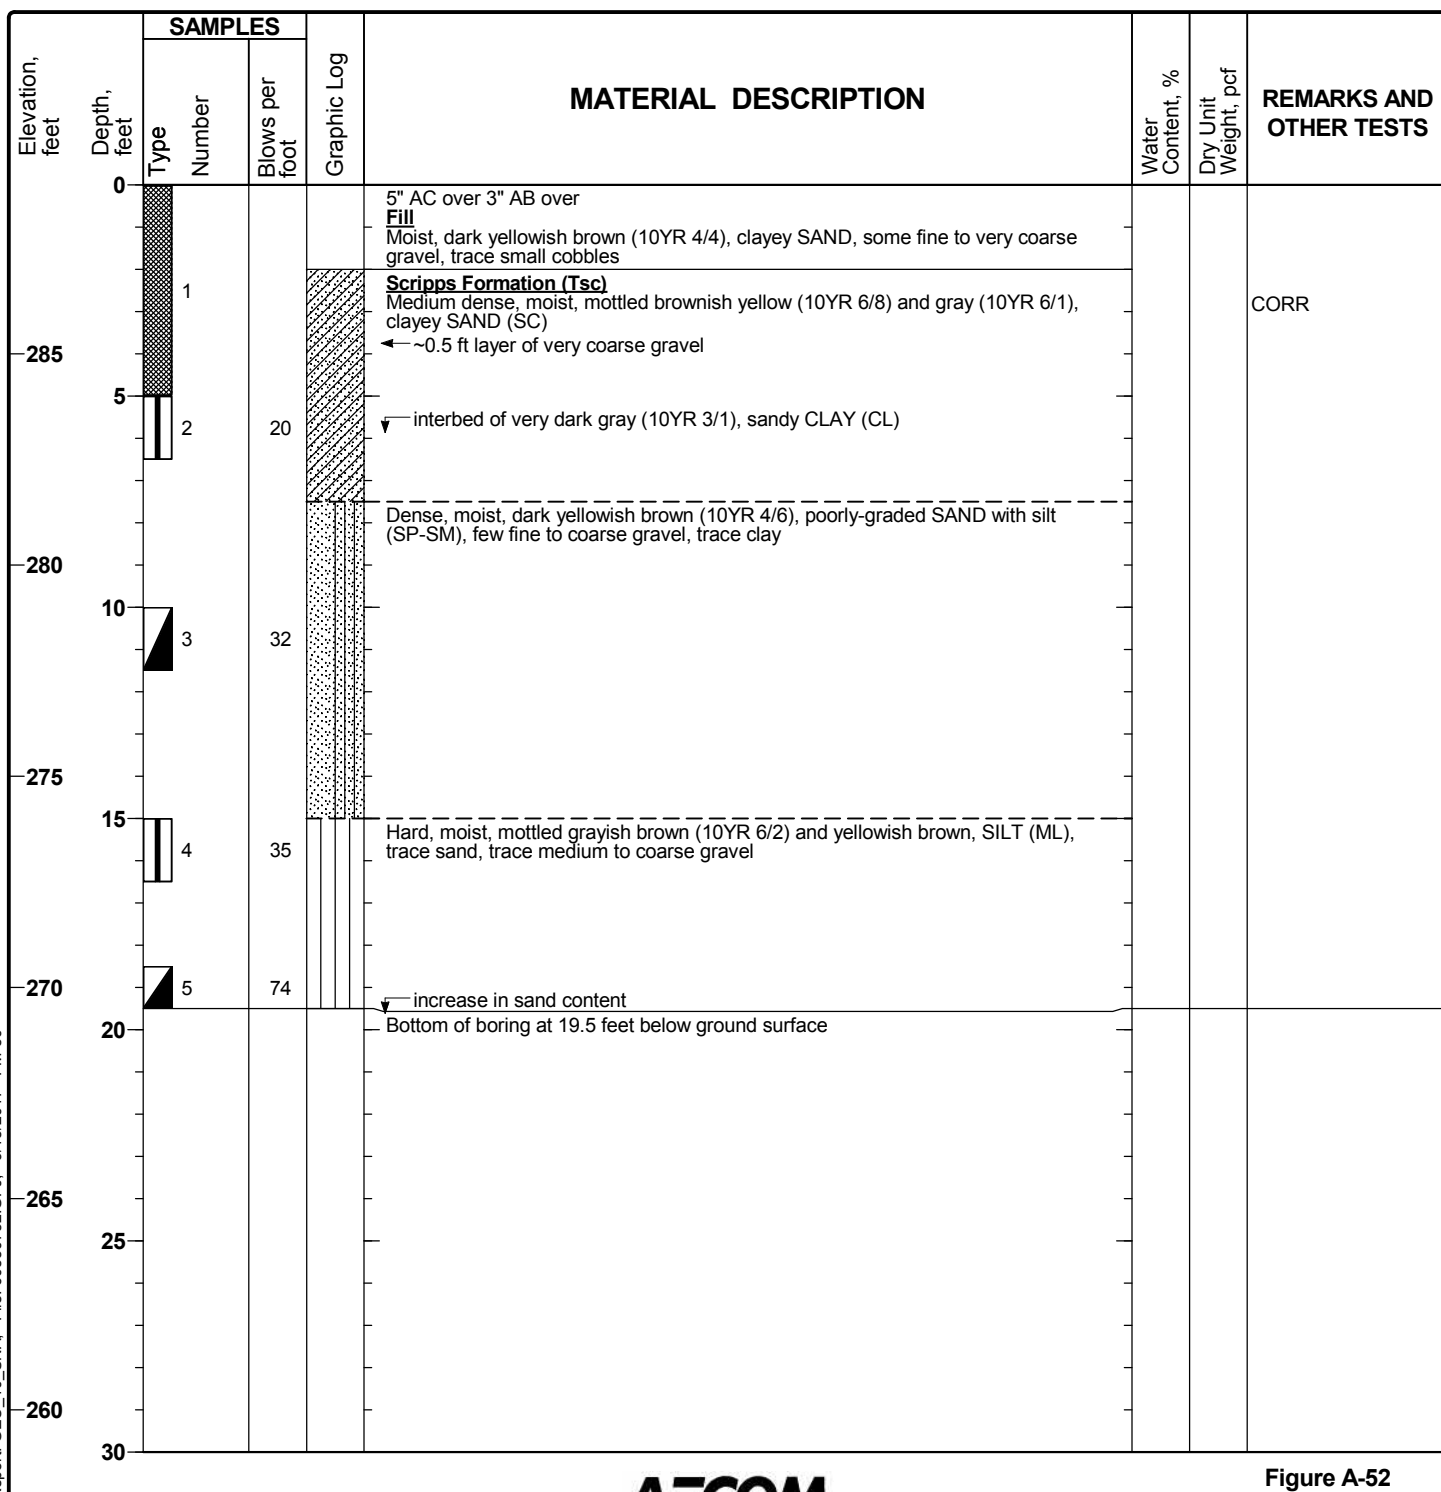 SAMPLES
Elevation, feet
Depth, feet
Type
Number
Blows per foot
Graphic Log
MATERIAL DESCRIPTION
Water Content, %
Dry Unit Weight, pcf
REMARKS AND
OTHER TESTS
0
5" AC over 3" AB over
Fill
Moist, dark yellowish brown (10YR 4/4), clayey SAND, some fine to very coarse
gravel, trace small cobbles
Scripps Formation (Tsc)
1
Medium dense, moist, mottled brownish yellow (10YR 6/8) and gray (10YR 6/1),
CORR
clayey SAND (SC)
~0.5 ft layer of very coarse gravel
285
5
interbed of very dark gray (10YR 3/1), sandy CLAY (CL)
2 20
Dense, moist, dark yellowish brown (10YR 4/6), poorly-graded SAND with silt
(SP-SM), few fine to coarse gravel, trace clay
280
10
3 32
275
15
Hard, moist, mottled grayish brown (10YR 6/2) and yellowish brown, SILT (ML),
4 35
trace sand, trace medium to coarse gravel
270
5 74
increase in sand content
Bottom of boring at 19.5 feet below ground surface
20
265
25
260
30
AECOM
Figure A-52